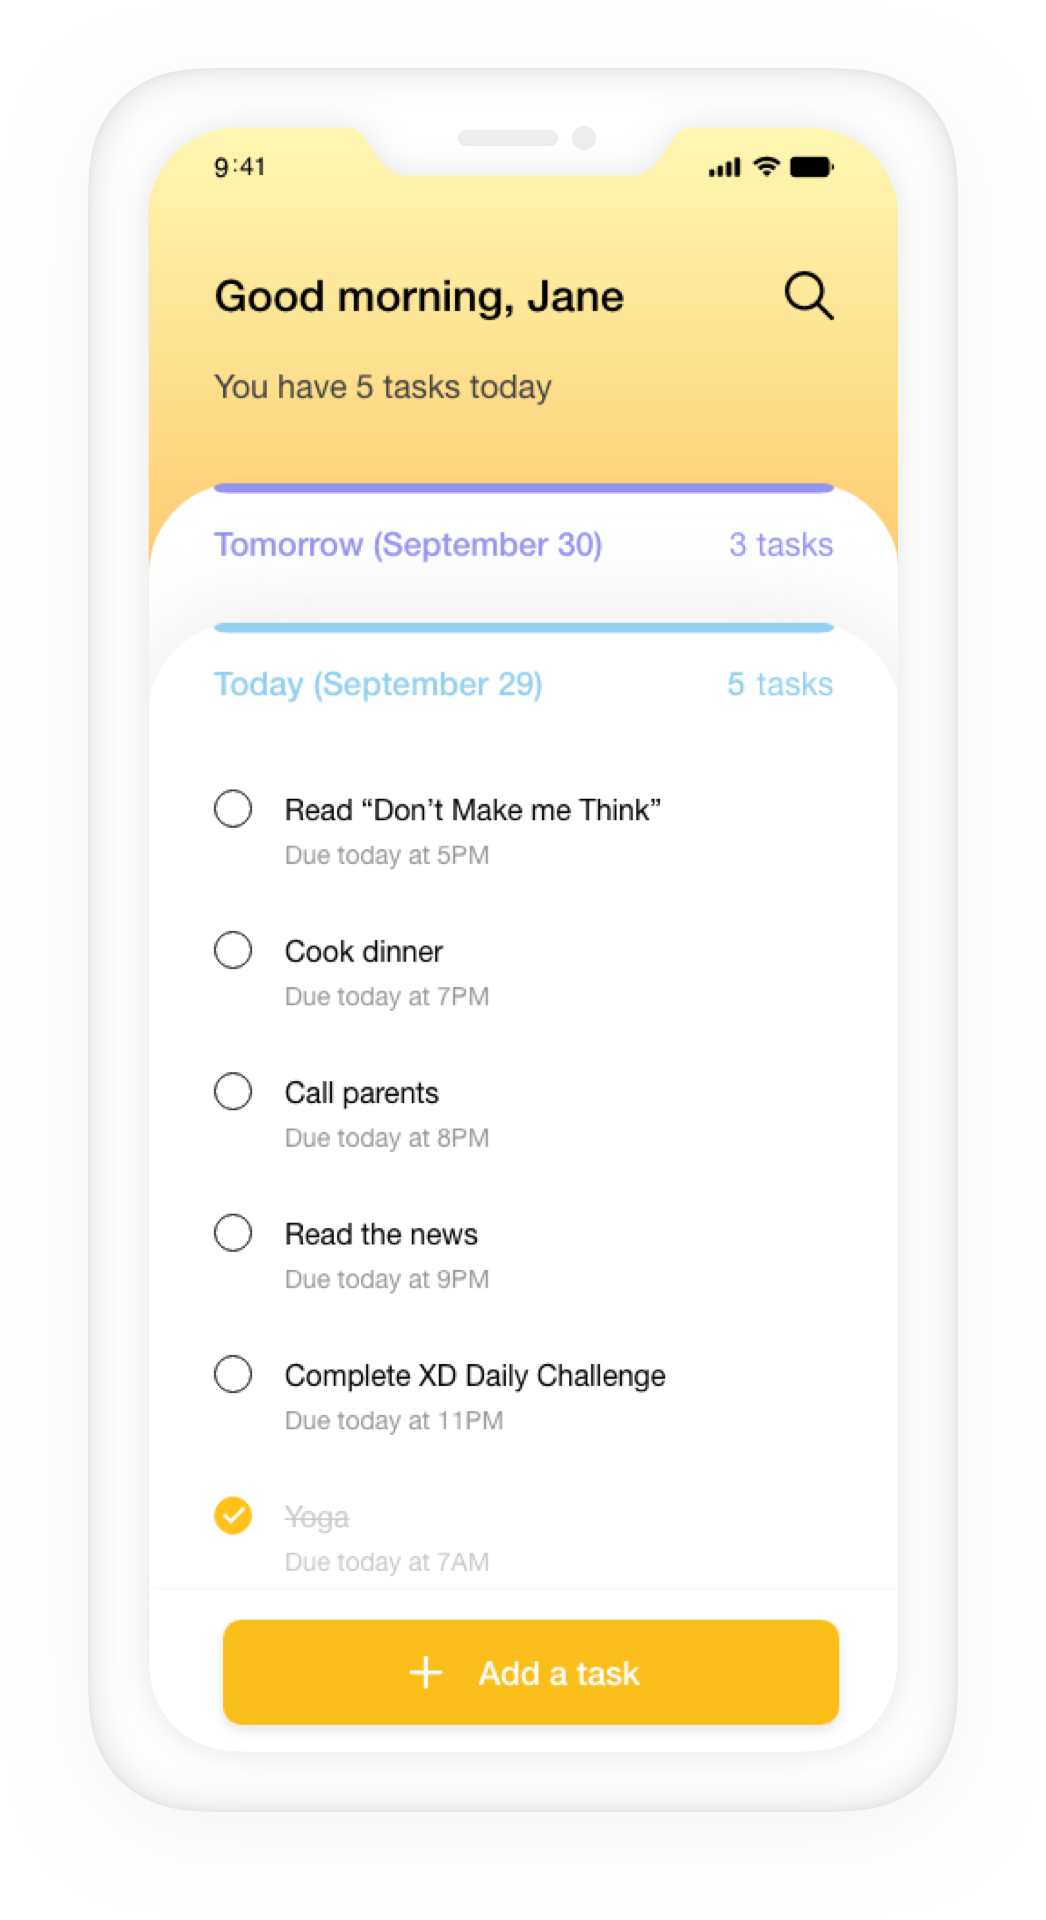 9:41
Good morning, Jane
You have 5 tasks today
Tomorrow (September 30) 3 tasks
Today (September 29) 5 tasks
Read “Don’t Make me Think”
Due today at 5PM
Cook dinner
Due today at 7PM
Call parents
Due today at 8PM
Read the news
Due today at 9PM
Complete XD Daily Challenge
Due today at 11PM
Yoga
Due today at 7AM
Add a task